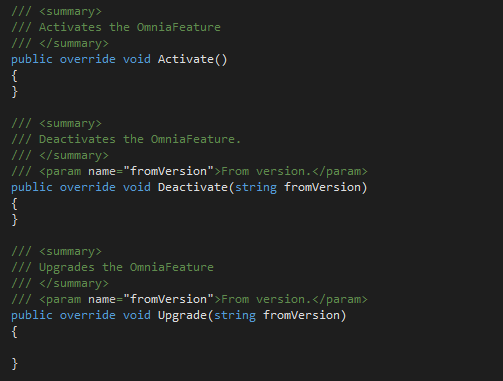 /// <summary>
/// Activates the OmniaFeature
/// </summary>
public override void Activate()
{
}
/// <summary>
/// Deactivates the OmniaFeature.
/// </summary>
/// <param name="fromVersion">From version.</param>
public override void Deactivate(string fromVersion)
{
}
/// <summary>
/// Upgrades the OmniaFeature
/// </summary>
/// <param name="fromVersion">From version.</param>
public override void Upgrade(string fromVersion)
{
}